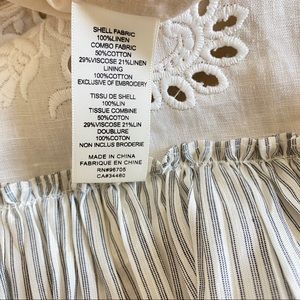 SHELL FABRIC
100%LINEN
COMBO FABRIC
50%COTTON
29%VISCOSE 21%LINEN
LINING
100%COTTON
EXCLUSIVE OF EMBROIDERY
TISSU DE SHELL
100%LIN
TISSUE COMBINE
50%COTON
29%VISCOSE 21%LIN
DOUBLURE
100%COTON
NON INCLUS BRODERIE
MADE IN CHINA
FABRIQUE EN CHINE
RN#96705
CA#34460